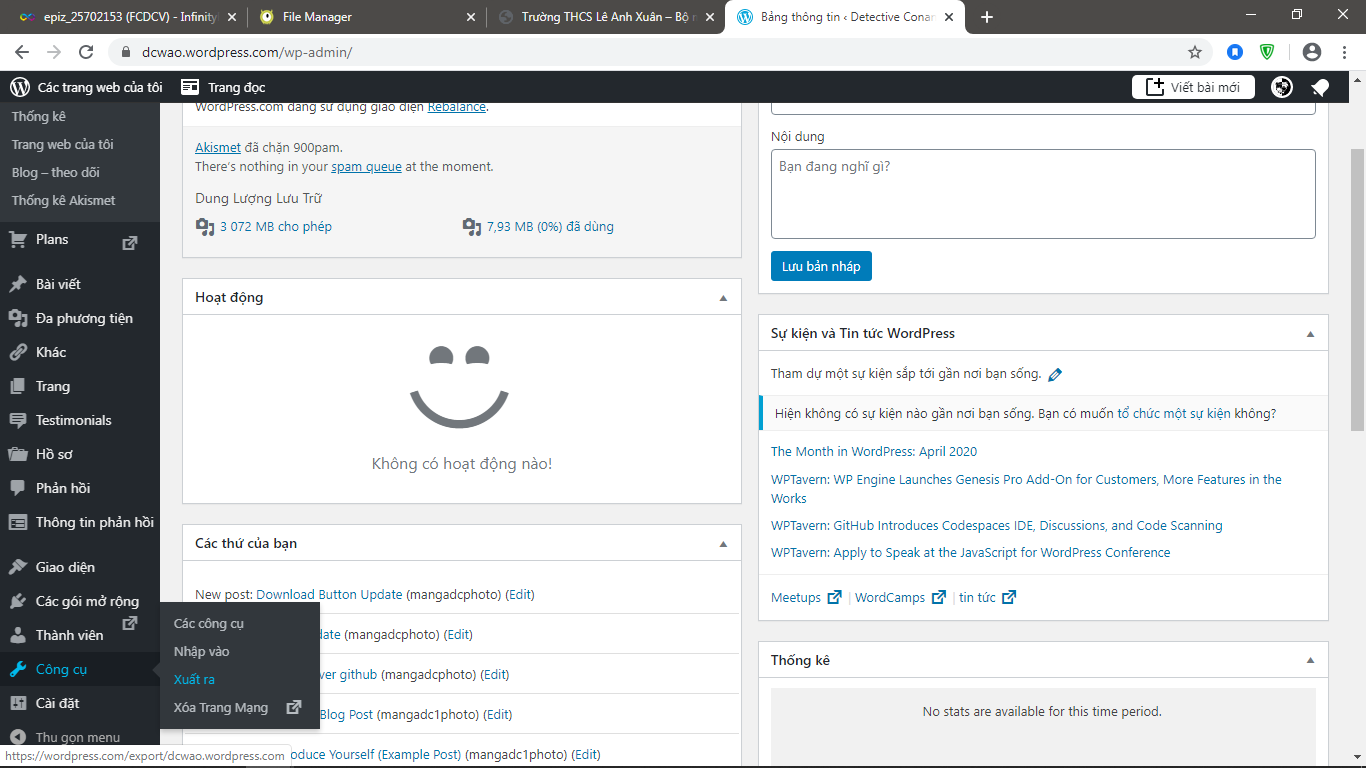 epiz_25702153 (FCDCV) - Infinity
File Manager
Trường THCS Lê Anh Xuân – Bộ n
Bảng thông tin ‹ Detective Conan
dcwao.wordpress.com/wp-admin/
Các trang web của tôi
Trang đọc
Viết bài mới
Thống kê
Trang web của tôi
Blog – theo dõi
Thống kê Akismet
Plans
Bài viết
Đa phương tiện
Khác
Trang
Testimonials
Hồ sơ
Phản hồi
Thông tin phản hồi
Giao diện
Các gói mở rộng
Thành viên
Công cụ
Cài đặt
Thu gọn menu
Các công cụ
Nhập vào
Xuất ra
Xóa Trang Mạng
https://wordpress.com/export/dcwao.wordpress.com
WordPress.com đang sử dụng giao diện Rebalance.
Akismet đã chặn 900pam.
There's nothing in your spam queue at the moment.
Dung Lượng Lưu Trữ
3 072 MB cho phép
7,93 MB (0%) đã dùng
Hoạt động
Không có hoạt động nào!
Các thứ của bạn
New post: Download Button Update (mangadcphoto) (Edit)
date (mangadcphoto) (Edit)
ver github (mangadcphoto) (Edit)
Blog Post (mangadc1photo) (Edit)
oduce Yourself (Example Post) (mangadc1photo) (Edit)
Nội dung
Bạn đang nghĩ gì?
Lưu bản nháp
Sự kiện và Tin tức WordPress
Tham dự một sự kiện sắp tới gần nơi bạn sống.
Hiện không có sự kiện nào gần nơi bạn sống. Bạn có muốn tổ chức một sự kiện không?
The Month in WordPress: April 2020
WPTavern: WP Engine Launches Genesis Pro Add-On for Customers, More Features in the
Works
WPTavern: GitHub Introduces Codespaces IDE, Discussions, and Code Scanning
WPTavern: Apply to Speak at the JavaScript for WordPress Conference
Meetups | WordCamps | tin tức
Thống kê
No stats are available for this time period.